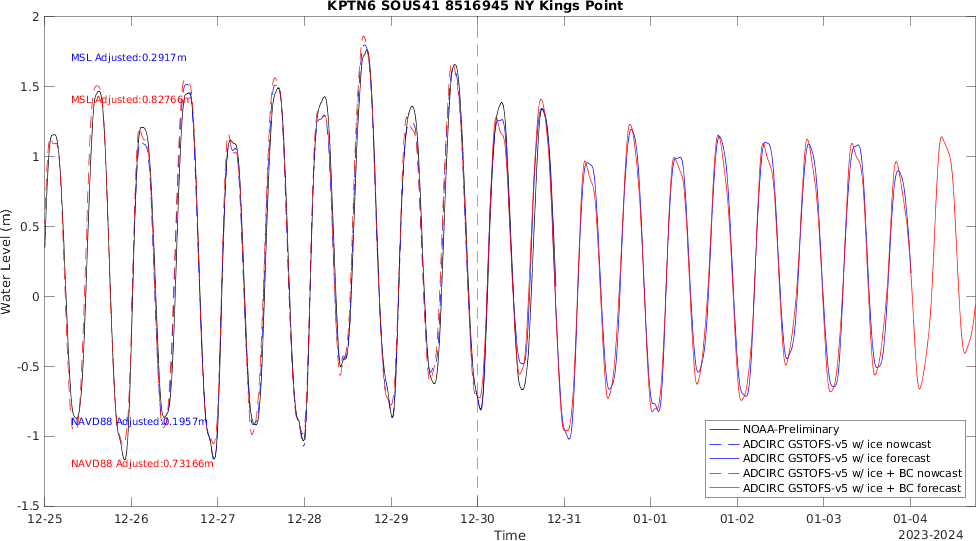 KPTN6 SOUS41 8516945 NY Kings Point
2
1.5
1
0.5
0
-0.5
-1
-1.5
Water Level (m)
MSL Adjusted:0.2917m
MSL Adjusted:0.82766m
NAVD88 Adjusted:0.1957m
NAVD88 Adjusted:0.73166m
NOAA-Preliminary
ADCIRC GSTOFS-v5 w/ ice nowcast
ADCIRC GSTOFS-v5 w/ ice forecast
ADCIRC GSTOFS-v5 w/ ice + BC nowcast
ADCIRC GSTOFS-v5 w/ ice + BC forecast
12-25 12-26 12-27 12-28 12-29 12-30 12-31 01-01 01-02 01-03 01-04
Time
2023-2024